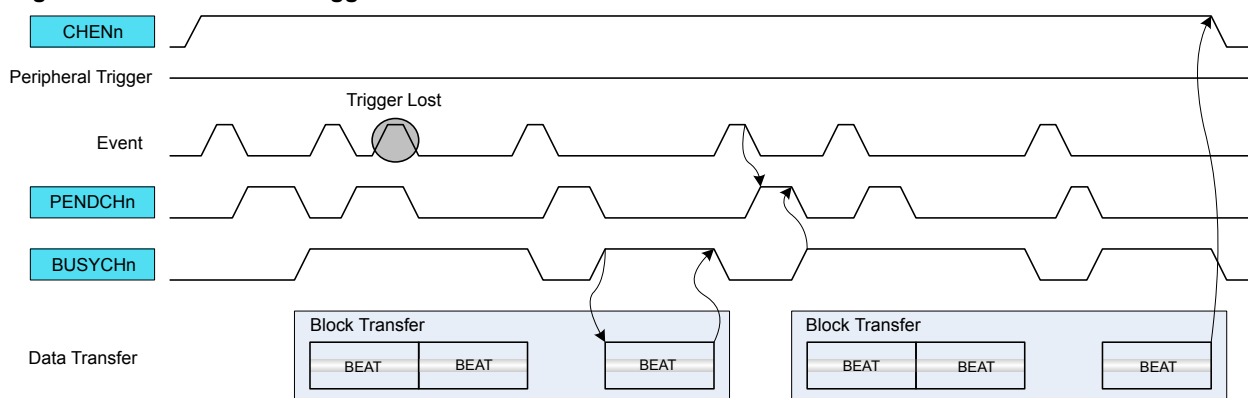 CHENn
Peripheral Trigger
Trigger Lost
Event
PENDCHn
BUSYCHn
Block Transfer
Block Transfer
Data Transfer
BEAT
BEAT
BEAT
BEAT
BEAT
BEAT